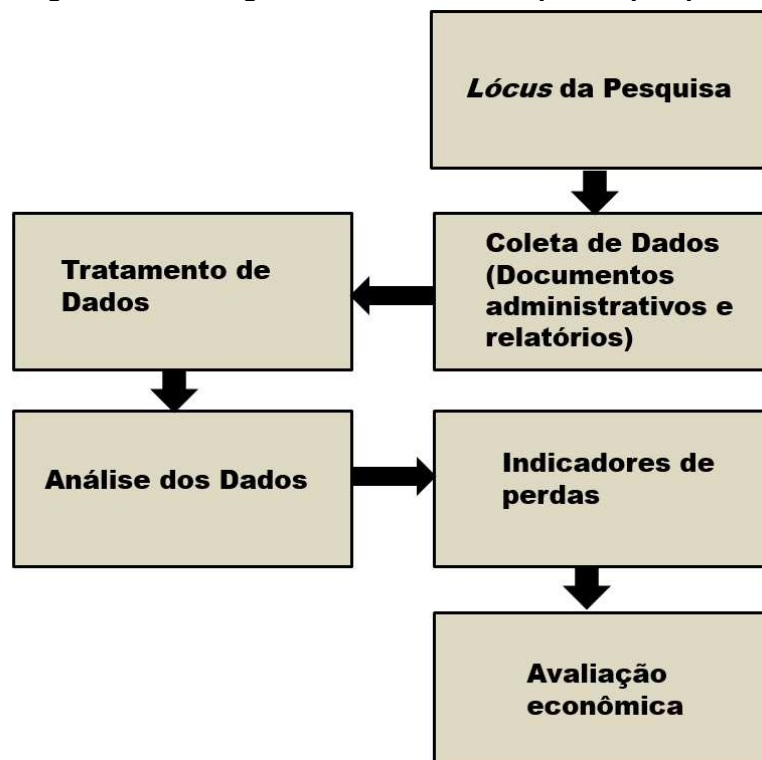 Lócus da Pesquisa
Coleta de Dados
(Documentos
administrativos e
relatórios)
Tratamento de
Dados
Análise dos Dados
Indicadores de
perdas
Avaliação
econômica